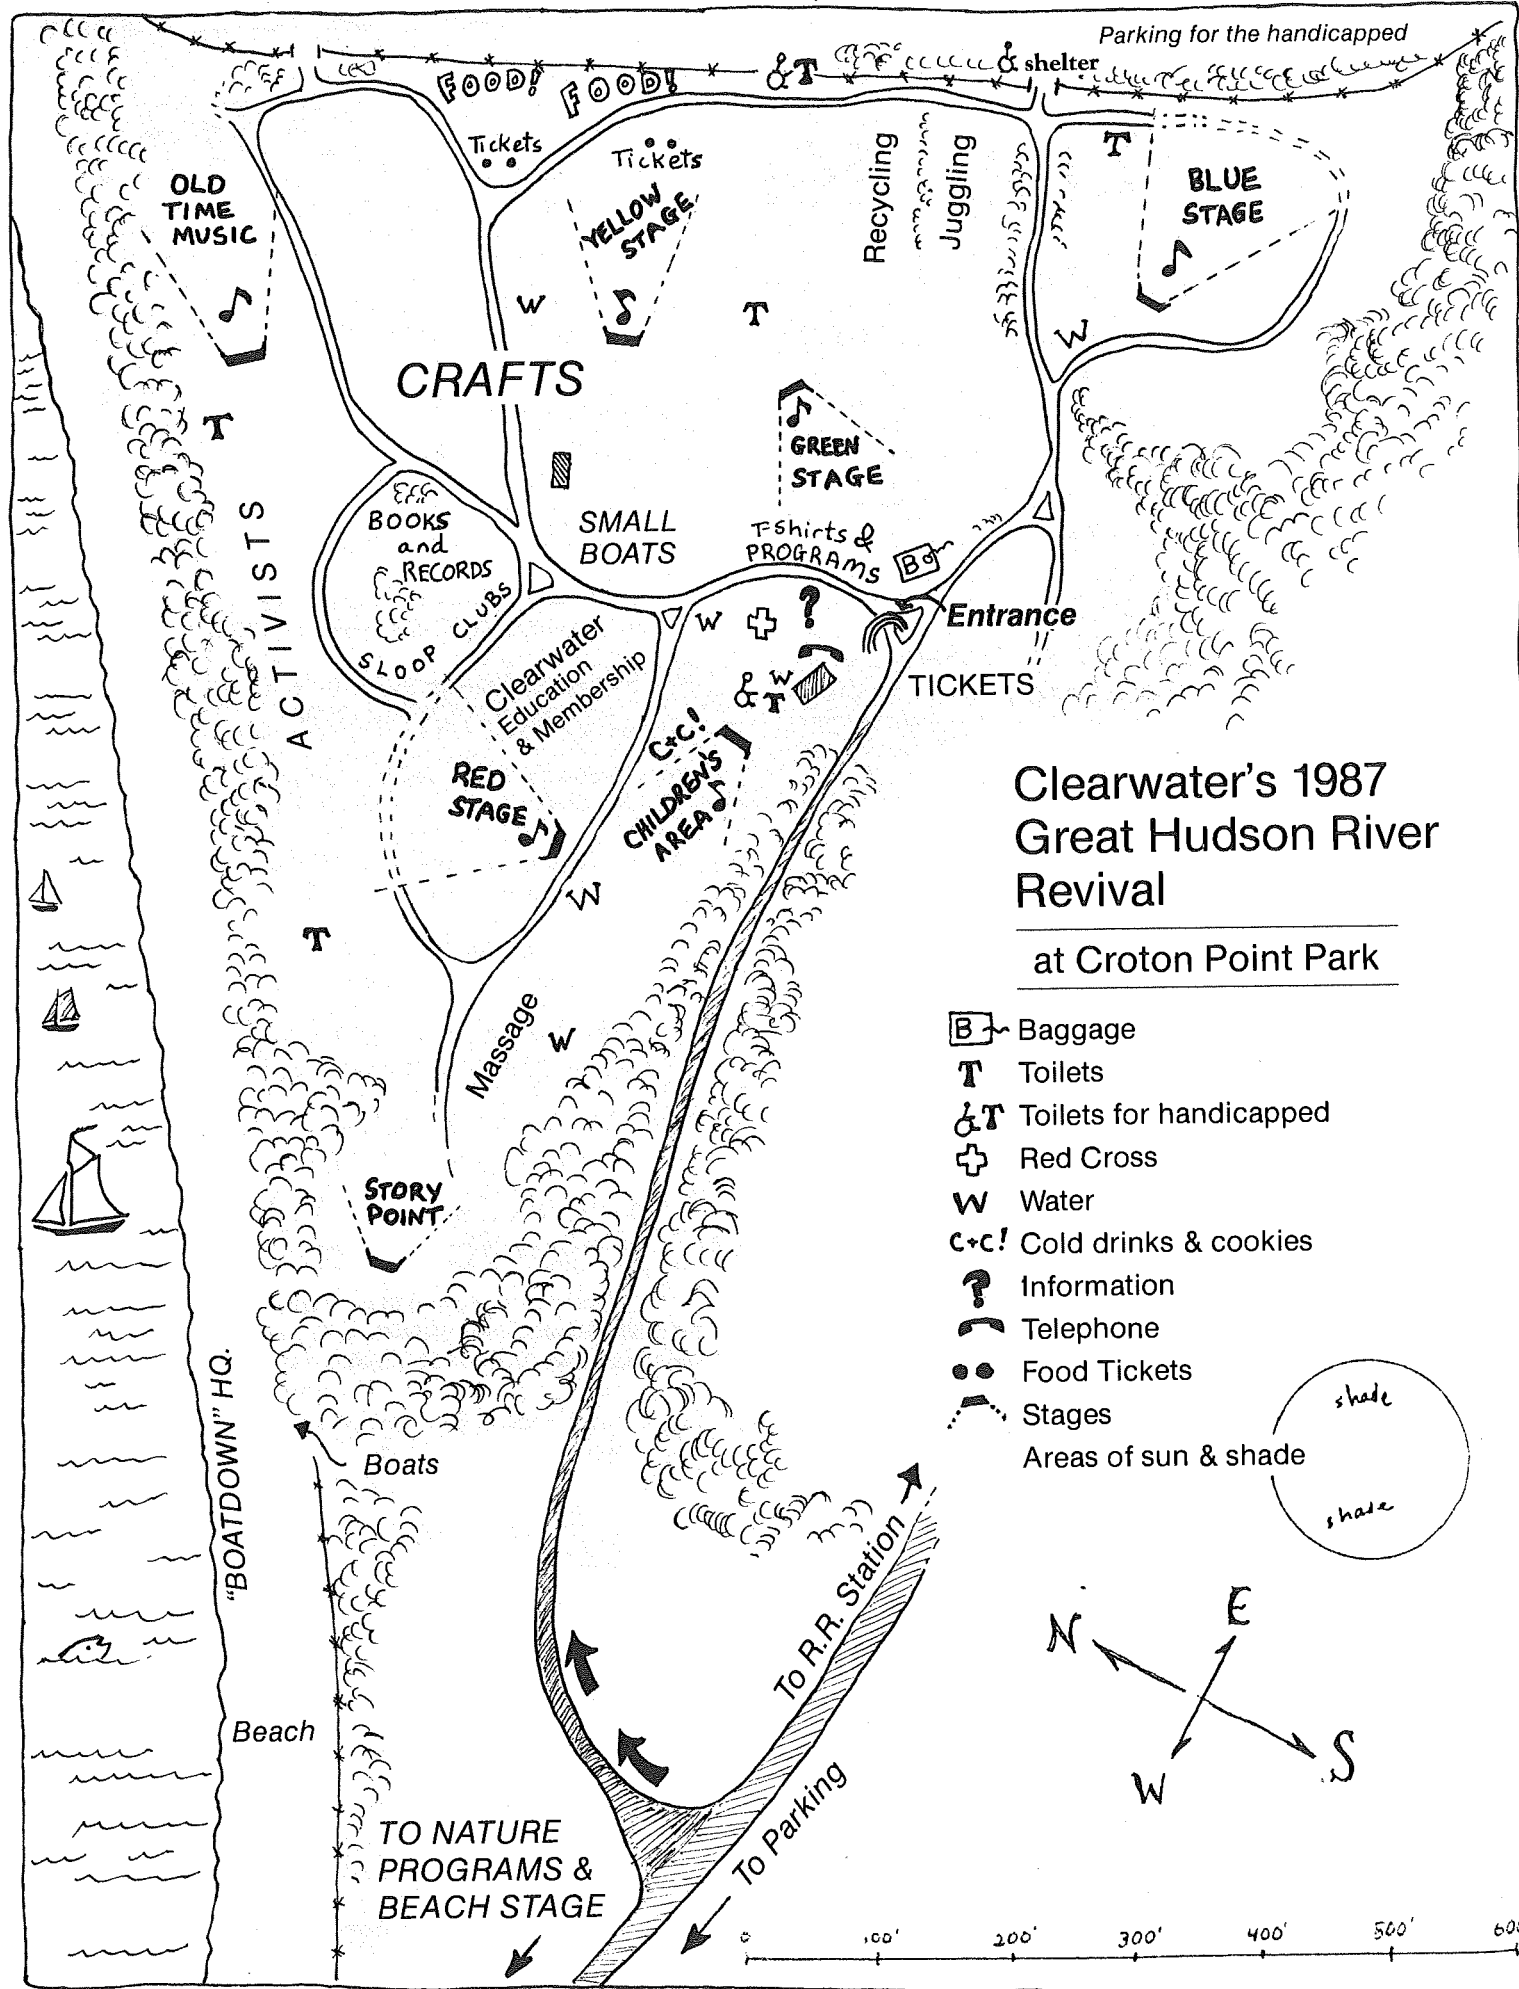 Parking for the handicapped
FOOD!
FOOD!
T
shelter
Tickets
Tickets
T
OLD
TIME
MUSIC
YELLOW
STAGE
Recycling
Juggling
BLUE
STAGE
W
T
W
CRAFTS
T
GREEN
STAGE
ACTIVISTS
BOOKS
and
RECORDS
SMALL
BOATS
T-Shirts &
PROGRAMS
B
SLOOP CLUBS
W
?
Entrance
Clearwater
Education
& Membership
W
T
TICKETS
C+C!
CHILDREN'S
AREA
RED
STAGE
W
T
Clearwater's 1987
Great Hudson River
Revival
at Croton Point Park
Massage
W
B Baggage
T Toilets
T Toilets for handicapped
Red Cross
W Water
C+C! Cold drinks & cookies
? Information
Telephone
Food Tickets
Stages
Areas of sun & shade
shade
shade
STORY
POINT
"BOATDOWN" HQ.
Boats
To R.R. Station
To Parking
Beach
TO NATURE
PROGRAMS &
BEACH STAGE
N
E
W
S
0 100' 200' 300' 400' 500' 600